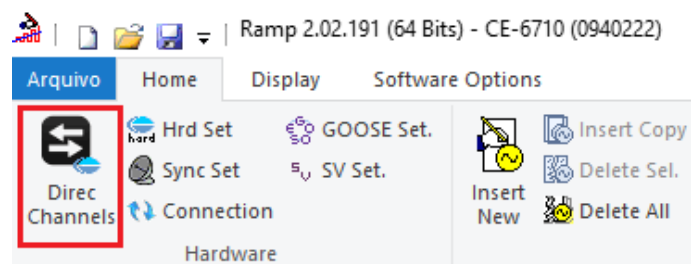 Ramp 2.02.191 (64 Bits) - CE-6710 (0940222)
Arquivo Home Display Software Options
Direc Channels
Hrd Set
Sync Set
Connection
GOOSE Set.
SV Set.
Hardware
Insert New
Insert Copy
Delete Sel.
Delete All